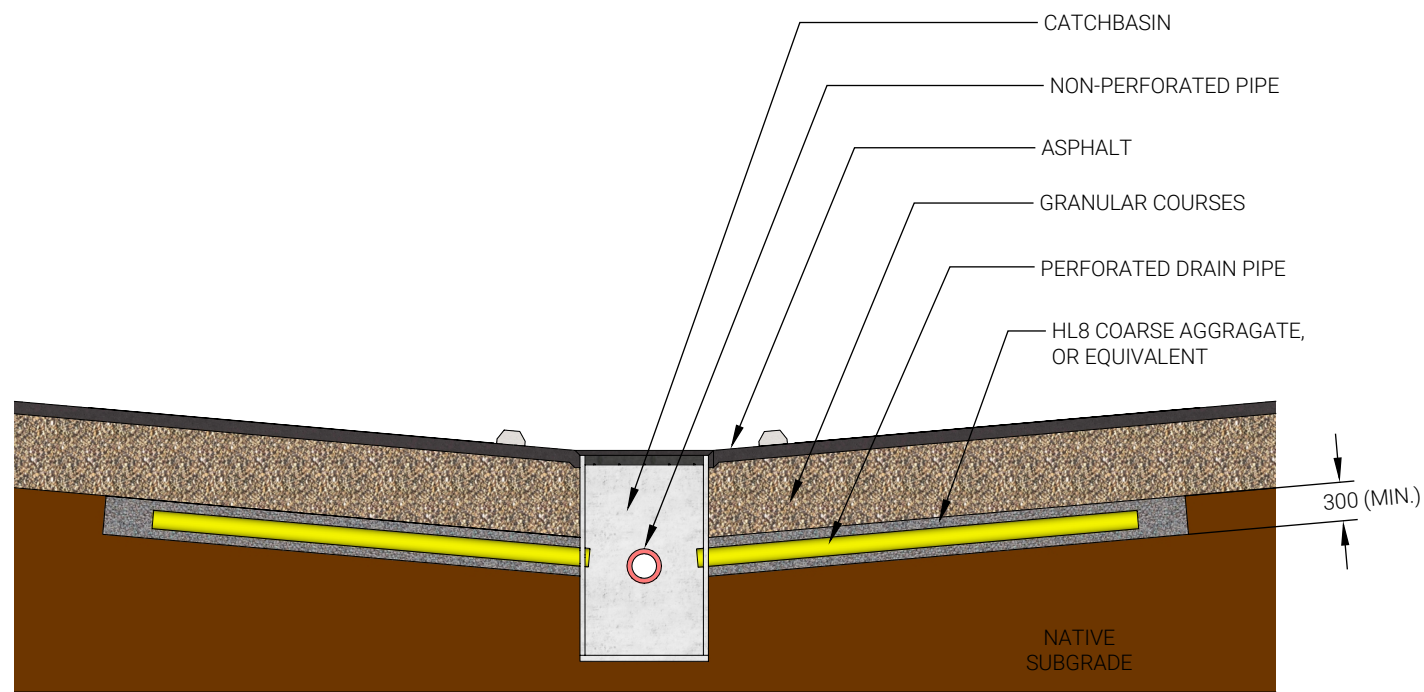 CATCHBASIN
NON-PERFORATED PIPE
ASPHALT
GRANULAR COURSES
PERFORATED DRAIN PIPE
HL8 COARSE AGGRAGATE,
OR EQUIVALENT
300 (MIN.)
NATIVE
SUBGRADE